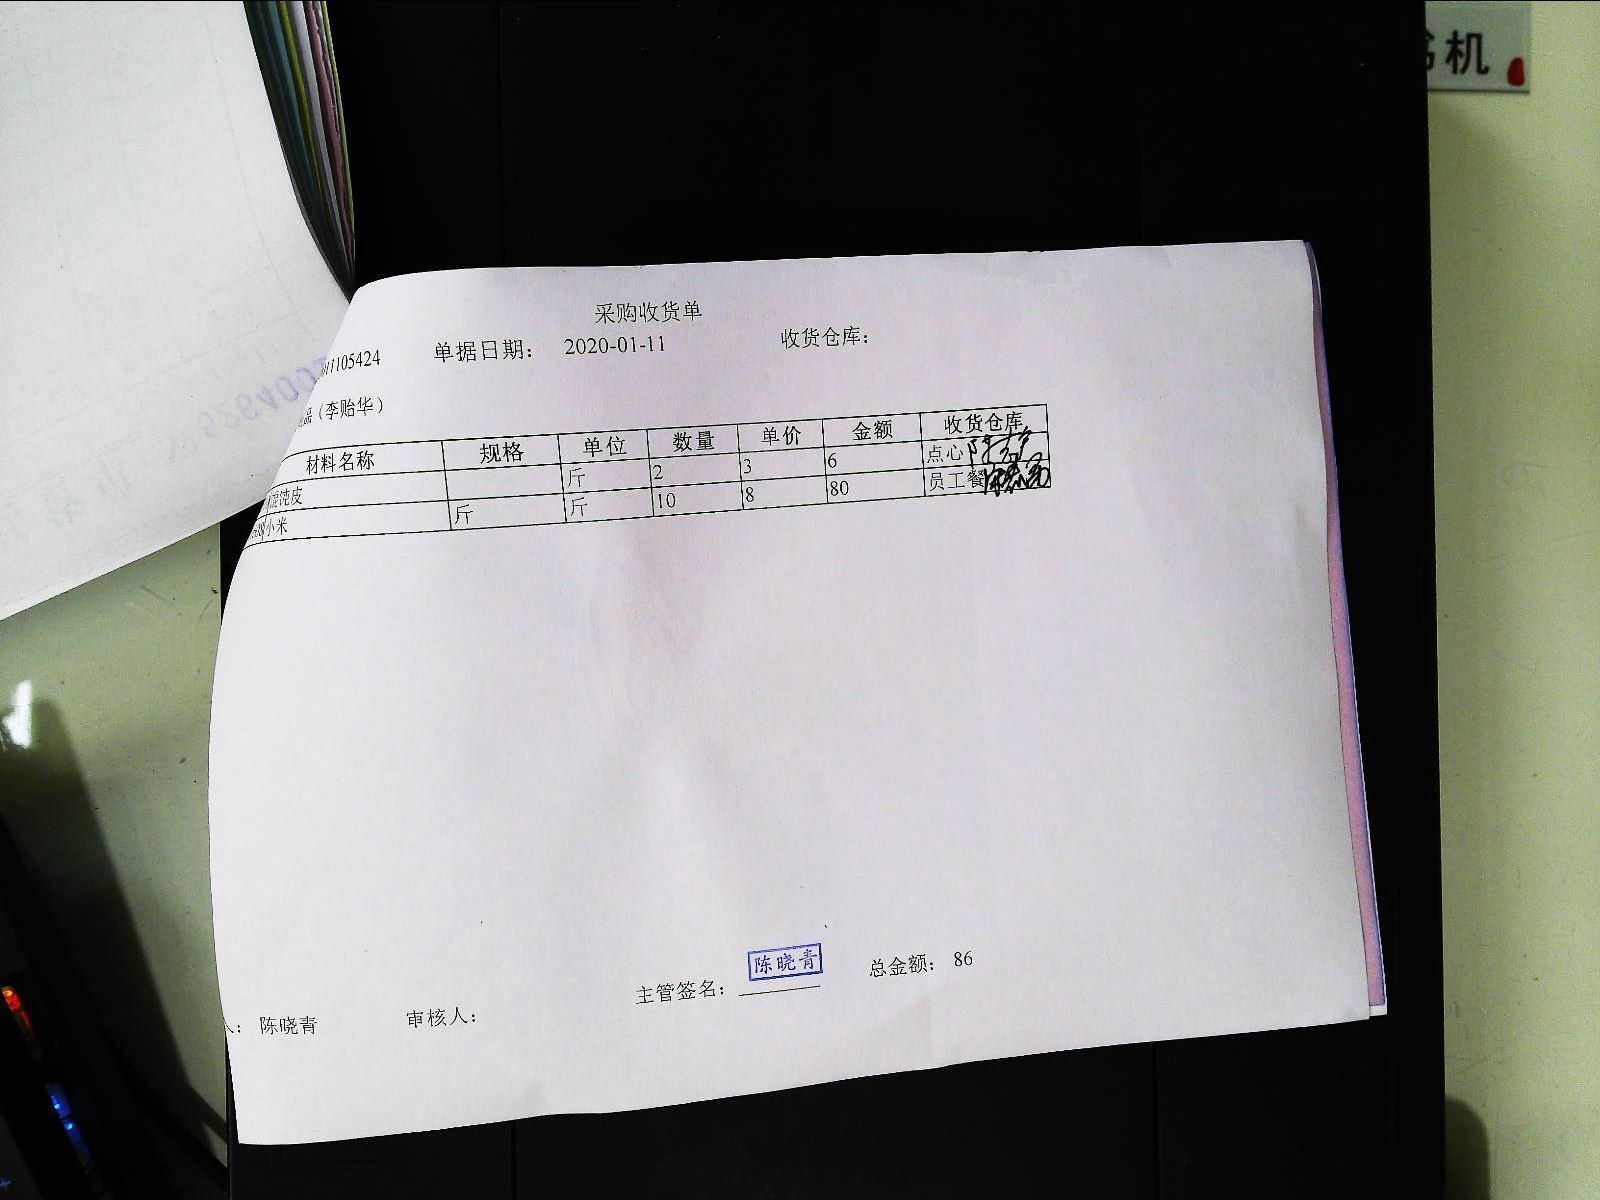 书机
采购收货单
011105424 单据日期： 2020-01-11 收货仓库：
品（李贻华）
材料名称 规格 单位 数量 单价 金额 收货仓库
混饨皮 斤 2 3 6 点心
小米 斤 斤 10 8 80 员工餐
陈晓青
主管签名： 总金额： 86
人： 陈晓青 审核人：